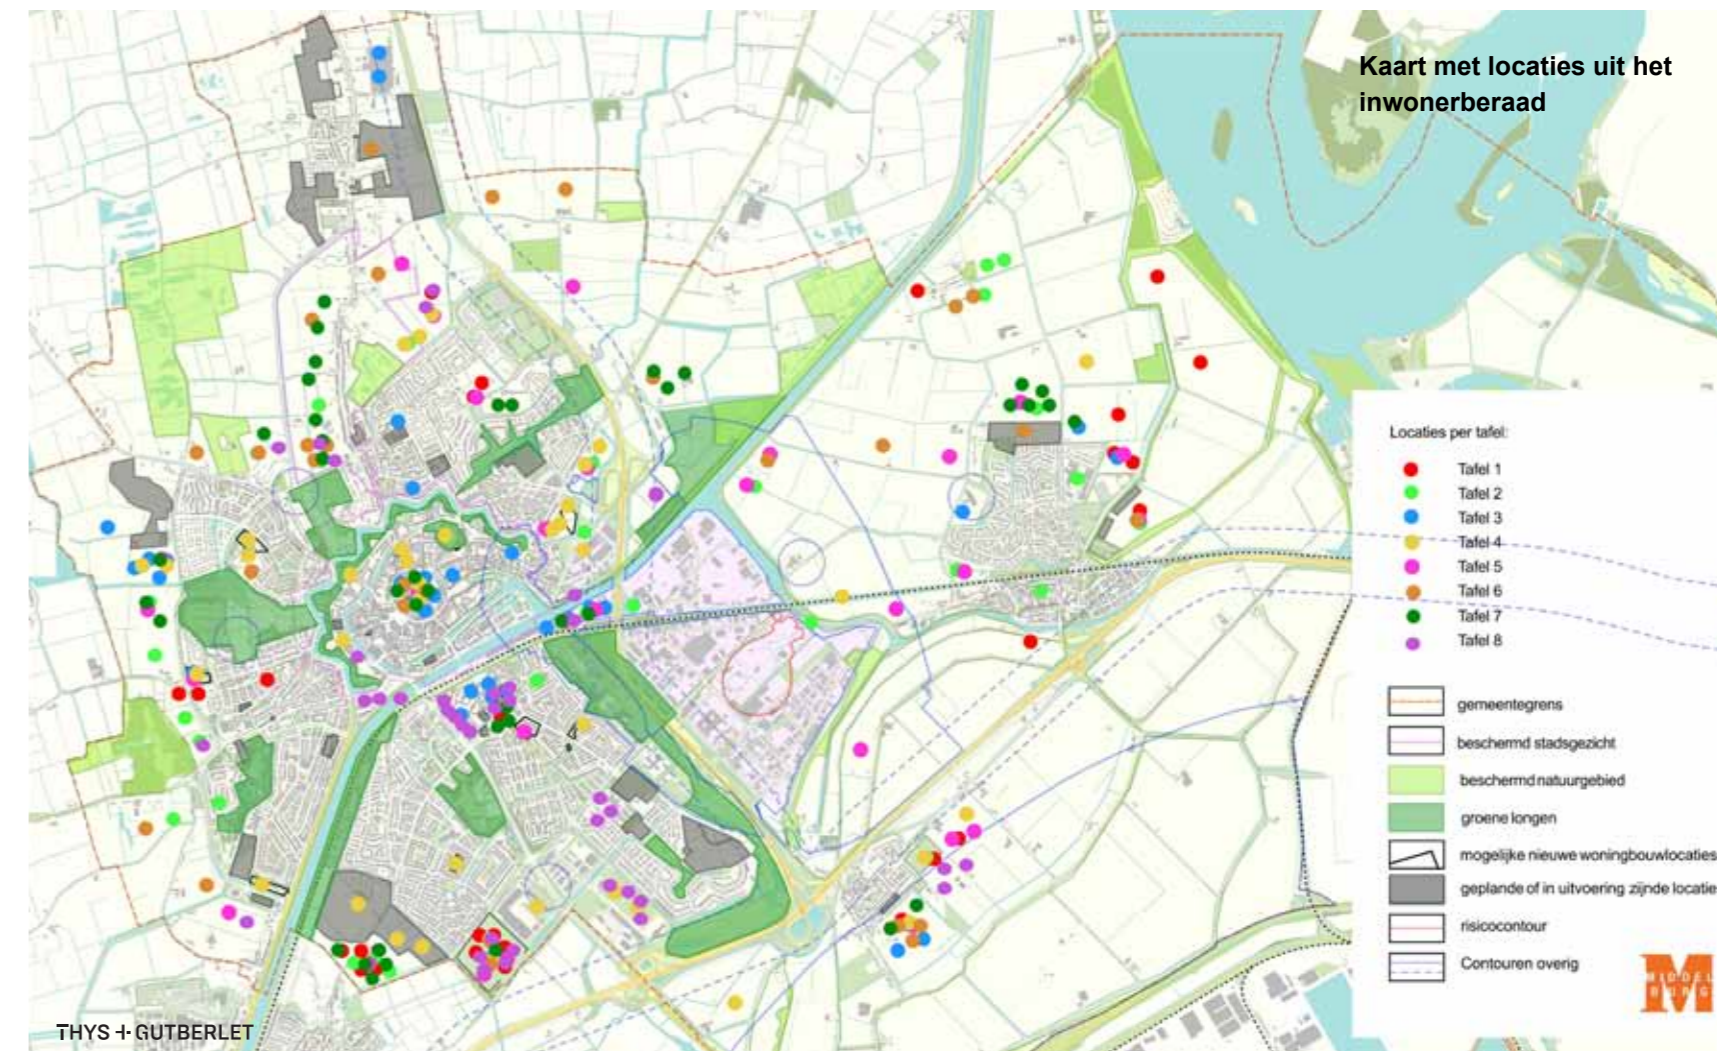 Kaart met locaties uit het
inwonerberaad
Locaties per tafel:
Tafel 1
Tafel 2
Tafel 3
Tafel 4
Tafel 5
Tafel 6
Tafel 7
Tafel 8
gemeentegrens
beschermd stadsgezicht
beschermd natuurgebied
groene longen
mogelijke nieuwe woningbouwlocaties
geplande of in uitvoering zijnde locatie
risicocontour
Contouren overig
MIDDEL
BURG
THYS + GUTBERLET